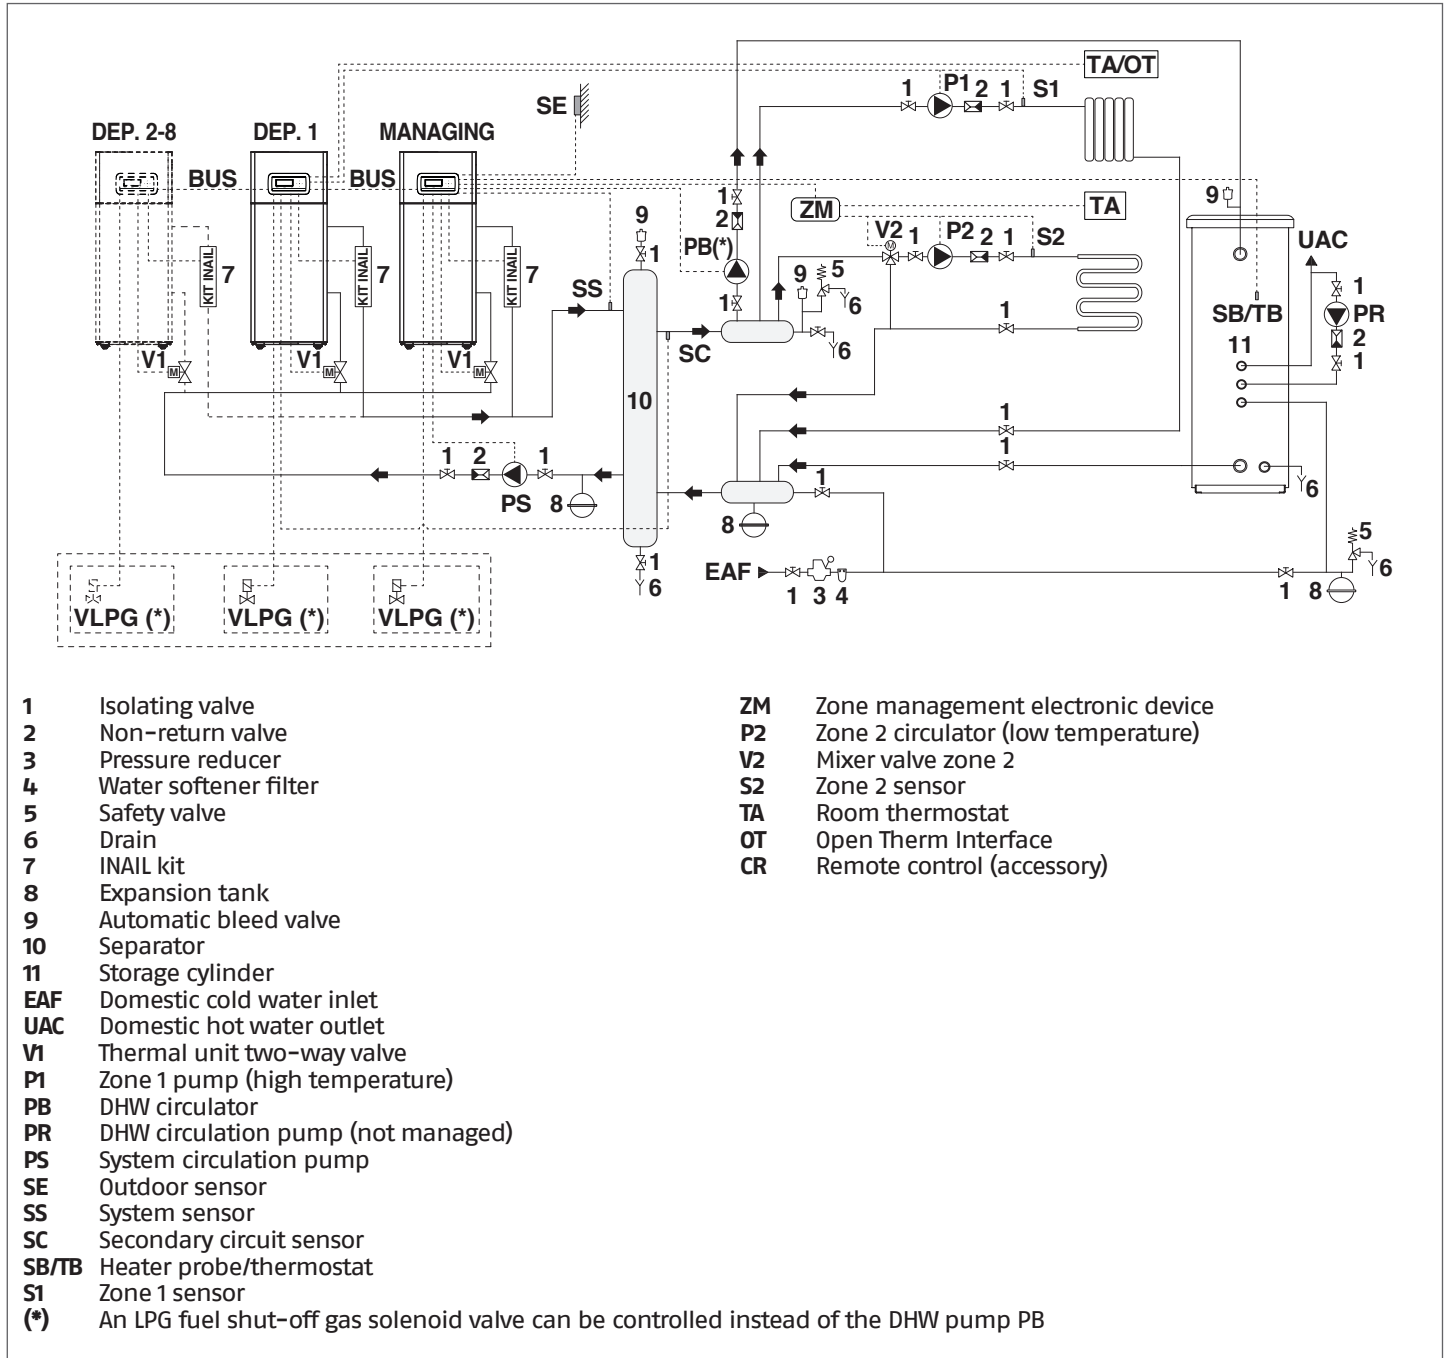 TA/OT
1 P1 2 1 S1
SE
DEP. 2-8 DEP. 1 MANAGING
BUS BUS
1
ZM TA
9
9
2
V2 1 P2 2 1 S2
PB(*)
UAC
1
KIT INAIL 7 KIT INAIL 7 KIT INAIL 7
9 5
1
SS
1
6
1
SB/TB
PR
SC
6
11
2
V1 V1 V1
M M M
M
1
10
1
1
1 2 1
1
PS 8
8
6
5
1
EAF
6
6
VLPG (*) VLPG (*) VLPG (*)
1 3 4
1 8
1 Isolating valve
2 Non-return valve
3 Pressure reducer
4 Water softener filter
5 Safety valve
6 Drain
7 INAIL kit
8 Expansion tank
9 Automatic bleed valve
10 Separator
11 Storage cylinder
EAF Domestic cold water inlet
UAC Domestic hot water outlet
V1 Thermal unit two-way valve
P1 Zone 1 pump (high temperature)
PB DHW circulator
PR DHW circulation pump (not managed)
PS System circulation pump
SE Outdoor sensor
SS System sensor
SC Secondary circuit sensor
SB/TB Heater probe/thermostat
S1 Zone 1 sensor
(*) An LPG fuel shut-off gas solenoid valve can be controlled instead of the DHW pump PB
ZM Zone management electronic device
P2 Zone 2 circulator (low temperature)
V2 Mixer valve zone 2
S2 Zone 2 sensor
TA Room thermostat
OT Open Therm Interface
CR Remote control (accessory)